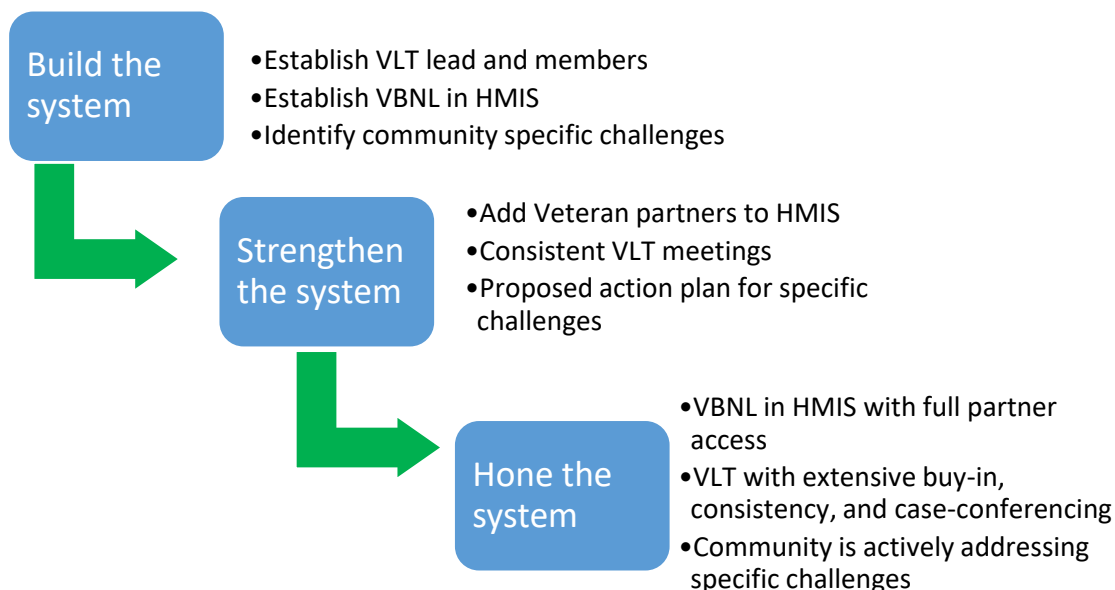 Build the
system
•Establish VLT lead and members
•Establish VBNL in HMIS
•Identify community specific challenges
Strengthen
the system
•Add Veteran partners to HMIS
•Consistent VLT meetings
•Proposed action plan for specific
challenges
Hone the
system
•VBNL in HMIS with full partner
access
•VLT with extensive buy-in,
consistency, and case-conferencing
•Community is actively addressing
specific challenges